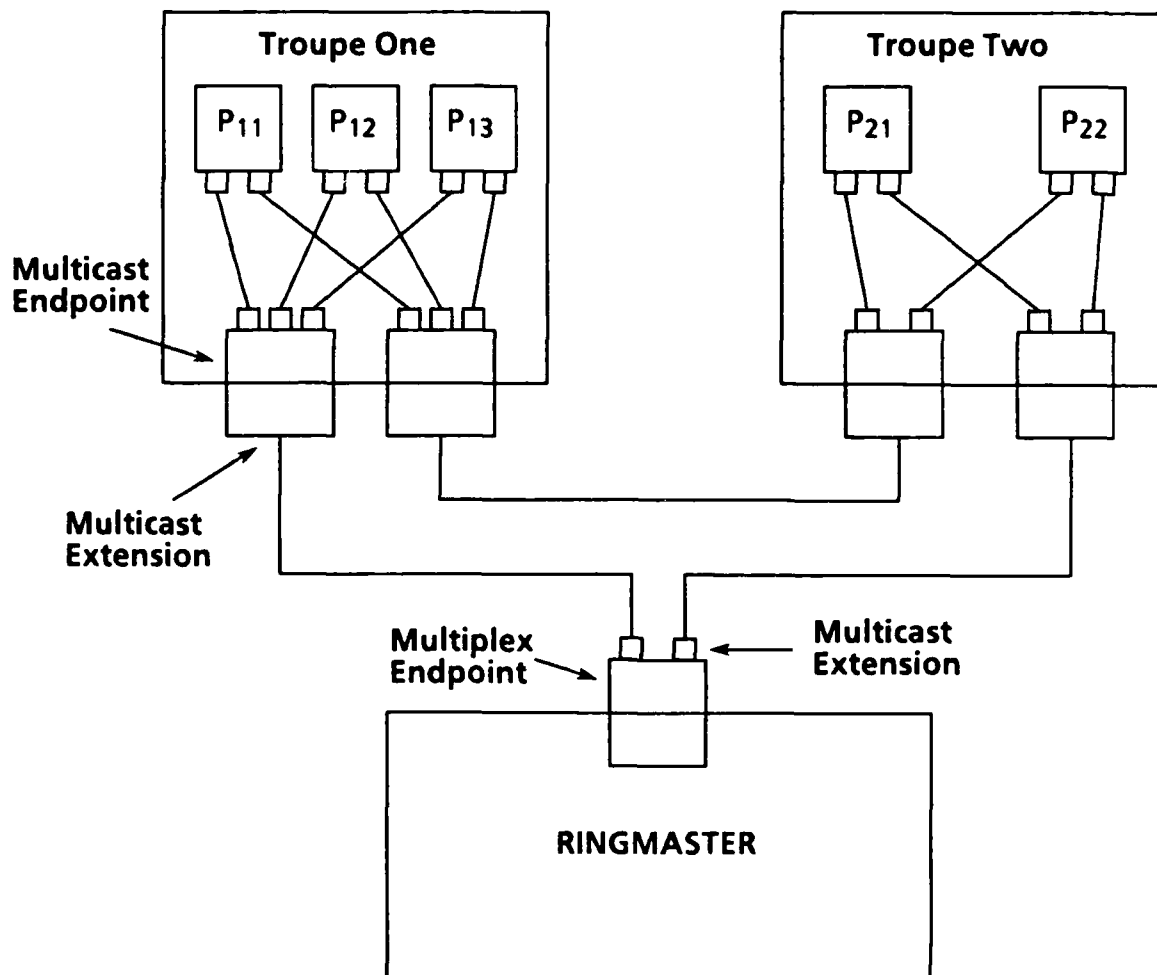 Troupe One
Troupe Two
P11
P12
P13
P21
P22
Multicast
Endpoint
Multicast
Extension
Multiplex
Endpoint
Multicast
Extension
RINGMASTER